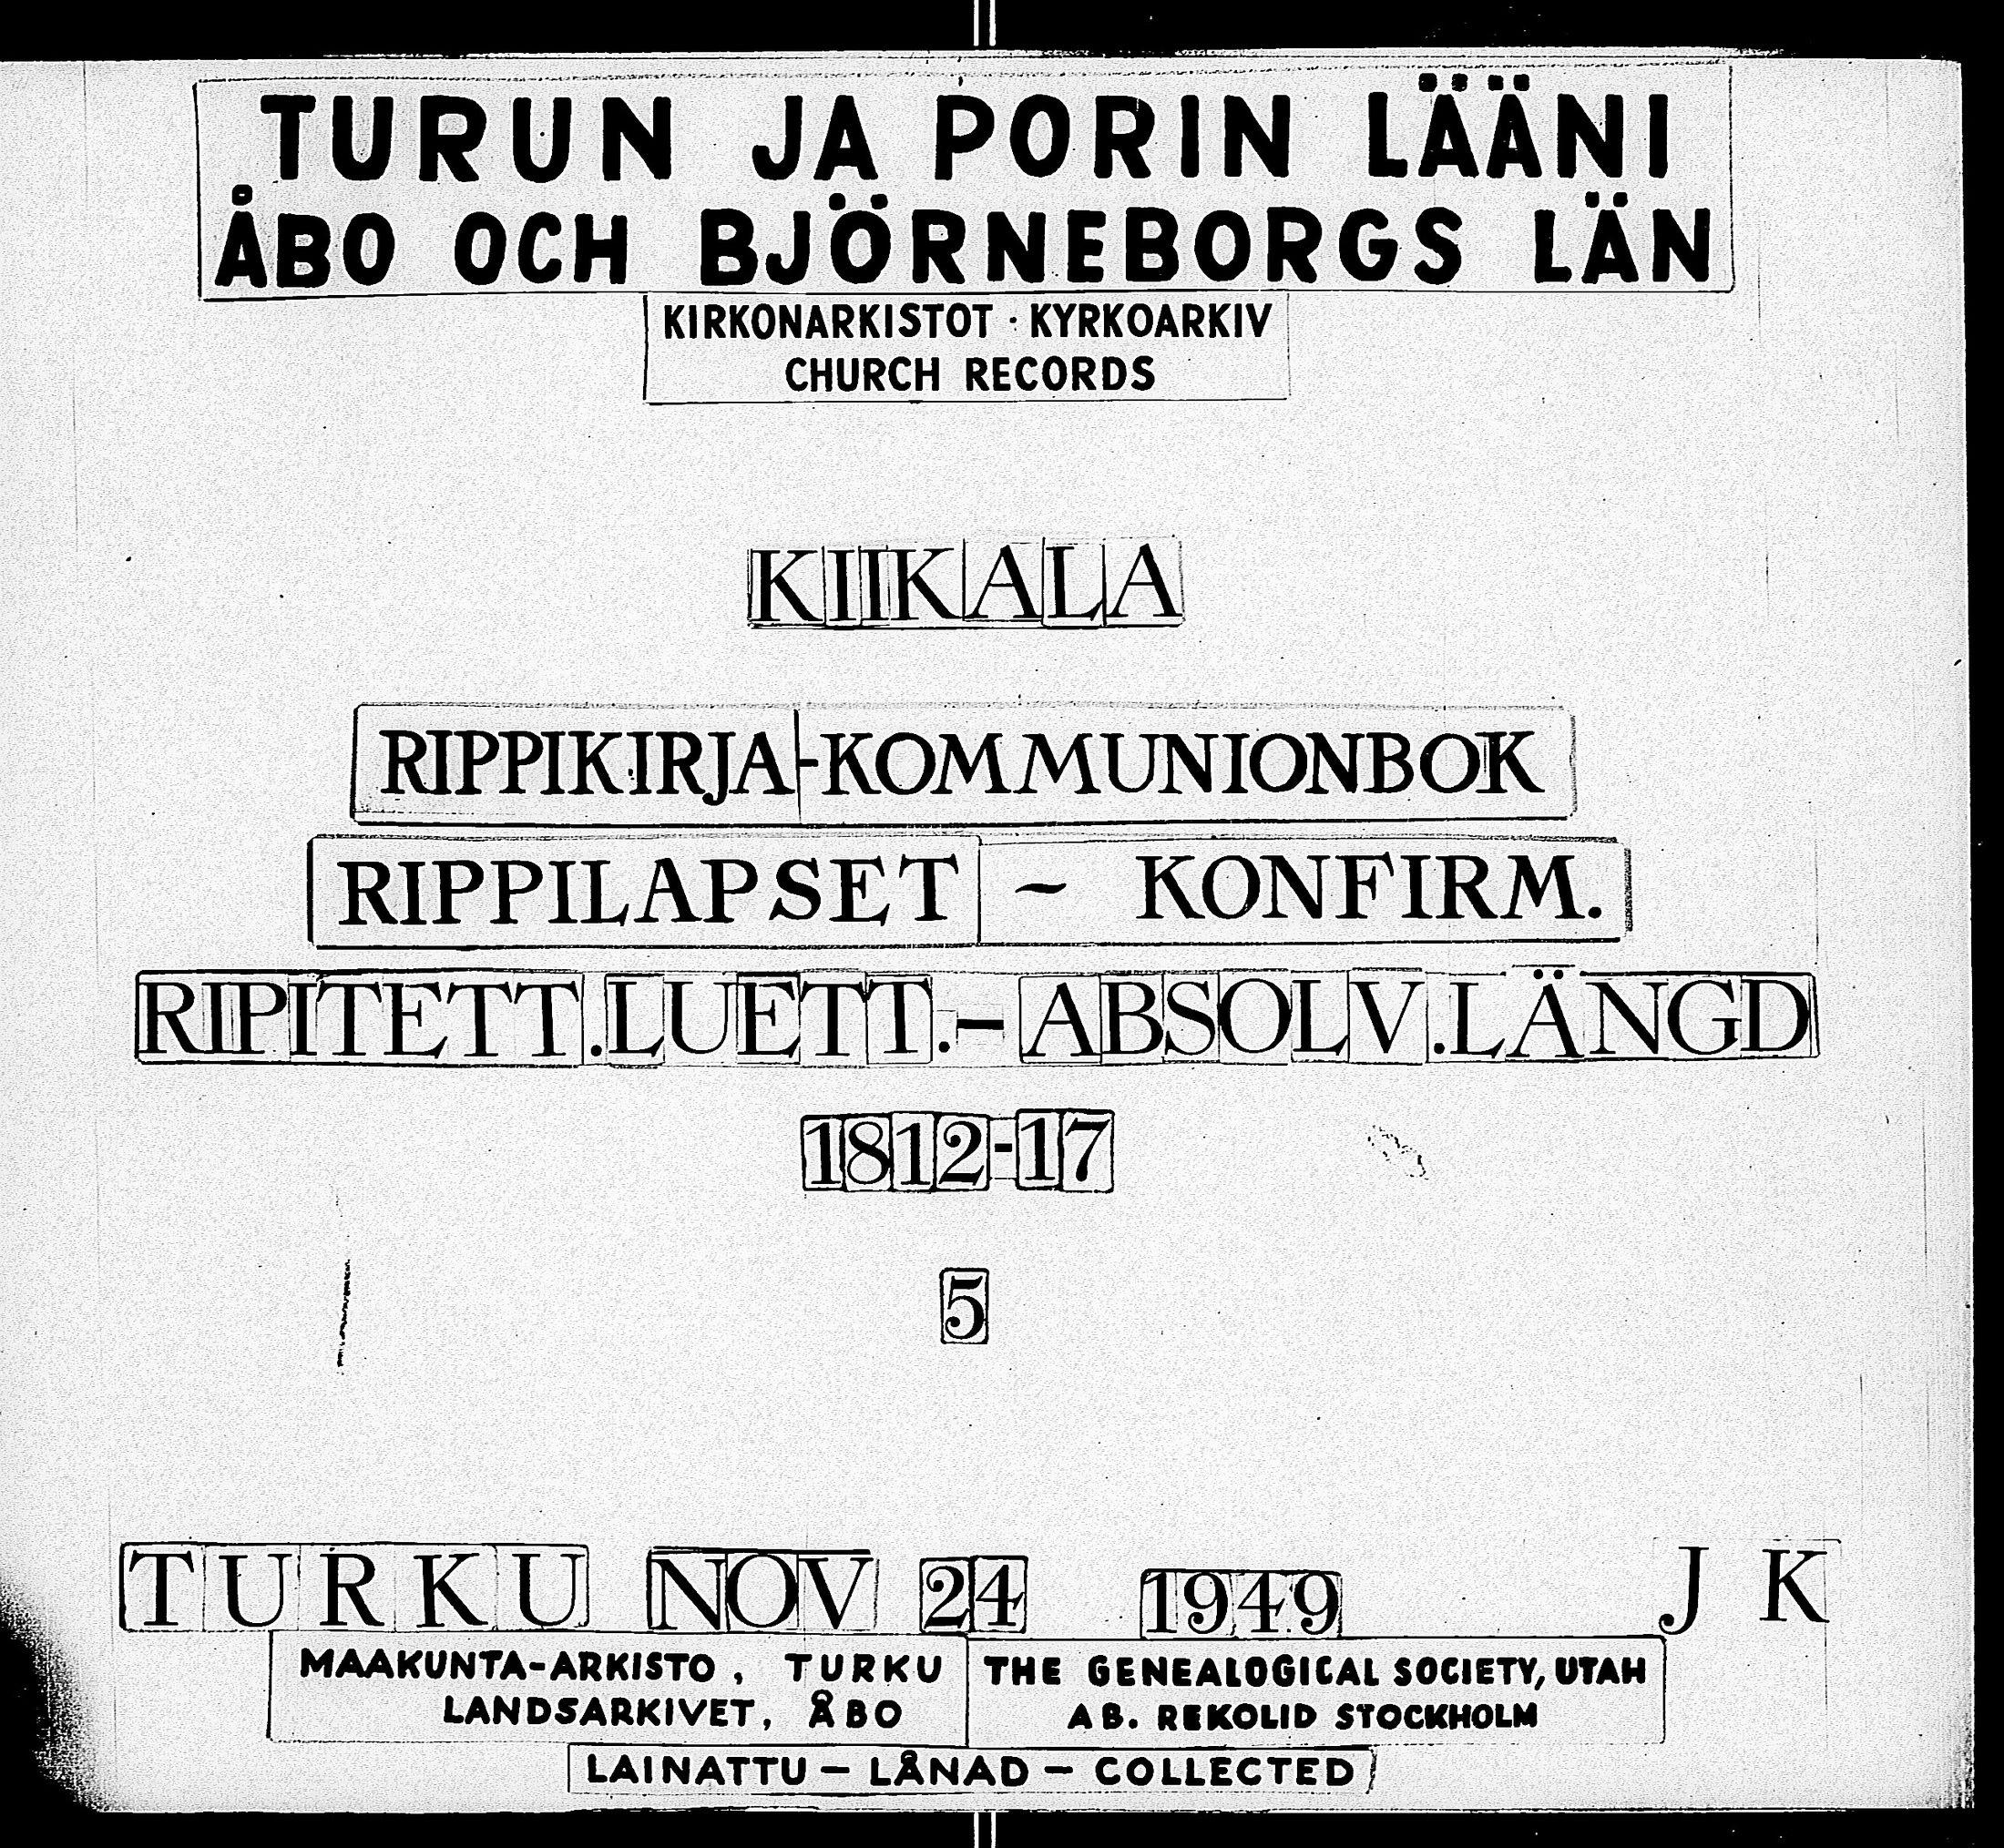 TURUN JA PORIN LÄÄNI
ÅBO OCH BJÖRNEBORGS LÄN
KIRKONARKISTOT · KYRKOARKIV
CHURCH RECORDS
KIIKALA
RIPPIKIRJA-KOMMUNIONBOK
RIPPILAPSET - KONFIRM.
RIPITETT.LUETT.-ABSOLV.LÄNGD
1812-17
5
TURKU NOV 24 1949 J K
MAAKUNTA-ARKISTO, TURKU
LANDSARKIVET, ÅBO
THE GENEALOGICAL SOCIETY, UTAH
AB. REKOLID STOCKHOLM
LAINATTU - LÅNAD - COLLECTED